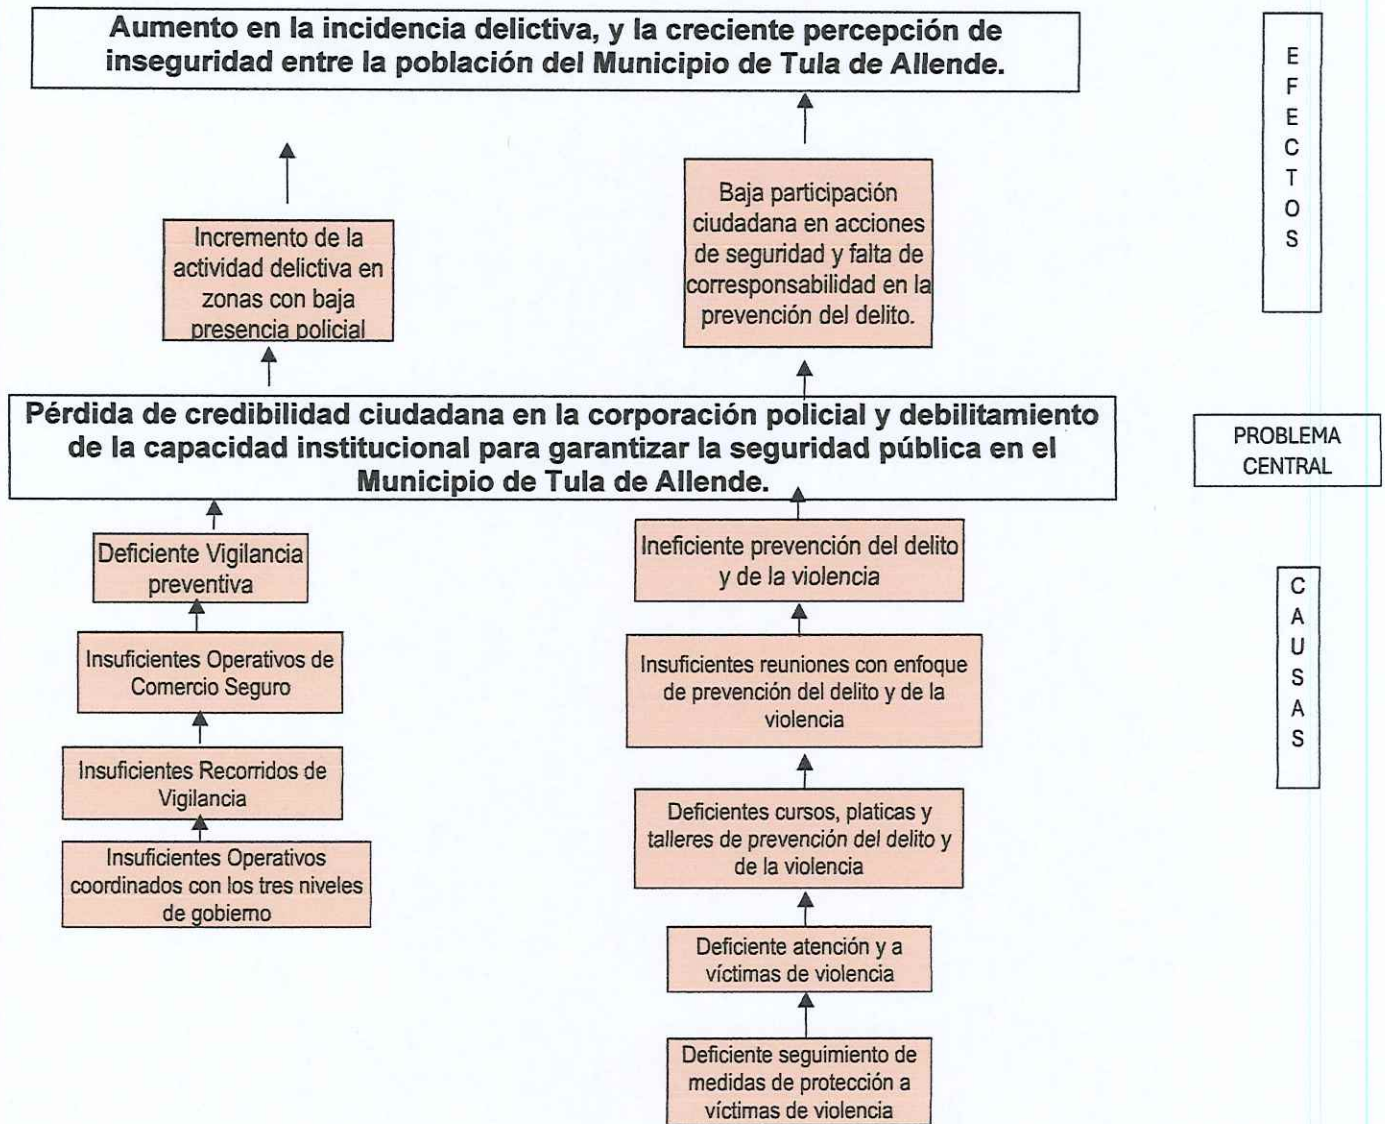 Aumento en la incidencia delictiva, y la creciente percepción de
inseguridad entre la población del Municipio de Tula de Allende.
E
F
E
C
T
O
S
Incremento de la
actividad delictiva en
zonas con baja
presencia policial
Baja participación
ciudadana en acciones
de seguridad y falta de
corresponsabilidad en la
prevención del delito.
Pérdida de credibilidad ciudadana en la corporación policial y debilitamiento
de la capacidad institucional para garantizar la seguridad pública en el
Municipio de Tula de Allende.
PROBLEMA
CENTRAL
Deficiente Vigilancia
preventiva
Insuficientes Operativos de
Comercio Seguro
Insuficientes Recorridos de
Vigilancia
Insuficientes Operativos
coordinados con los tres niveles
de gobierno
Ineficiente prevención del delito
y de la violencia
Insuficientes reuniones con enfoque
de prevención del delito y de la
violencia
Deficientes cursos, platicas y
talleres de prevención del delito y
de la violencia
Deficiente atención y a
víctimas de violencia
Deficiente seguimiento de
medidas de protección a
víctimas de violencia
C
A
U
S
A
S